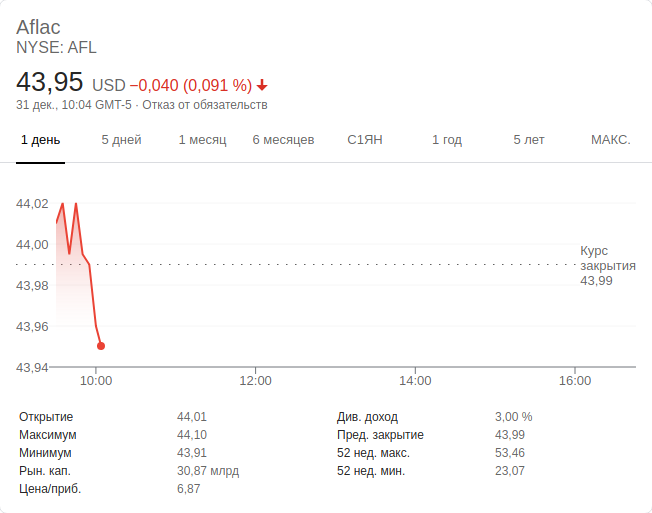 Aflac
NYSE: AFL
43,95 USD −0,040 (0,091 %)
31 дек., 10:04 GMT-5 · Отказ от обязательств
1 день 5 дней 1 месяц 6 месяцев С1ЯН 1 год 5 лет МАКС.
44,02
44,00
Курс
закрытия
43,99
43,98
43,96
43,94
10:00 12:00 14:00 16:00
Открытие 44,01 Див. доход 3,00 %
Максимум 44,10 Пред. закрытие 43,99
Минимум 43,91 52 нед. макс. 53,46
Рын. кап. 30,87 млрд 52 нед. мин. 23,07
Цена/приб. 6,87